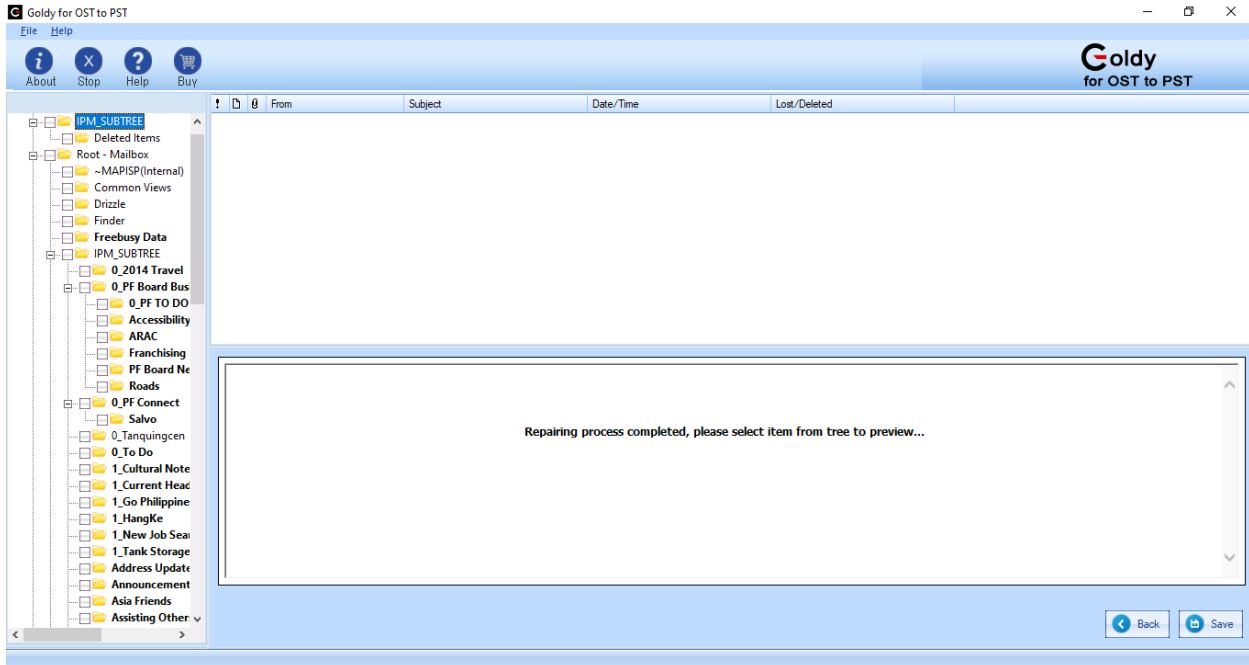 Goldy for OST to PST
File Help
About Stop Help Buy
Goldy
for OST to PST
! From Subject Date/Time Lost/Deleted
IPM_SUBTREE
Deleted Items
Root - Mailbox
~MAPISP(Internal)
Common Views
Drizzle
Finder
Freebusy Data
IPM_SUBTREE
0_2014 Travel
0_PF Board Bus
0_PF TO DO
Accessibility
ARAC
Franchising
PF Board Ne
Roads
0_PF Connect
Salvo
0_Tanquingcen
0_To Do
1_Cultural Note
1_Current Head
1_Go Philippine
1_HangKe
1_New Job Sear
1_Tank Storage
Address Update
Announcement
Asia Friends
Assisting Other
Repairing process completed, please select item from tree to preview...
Back Save